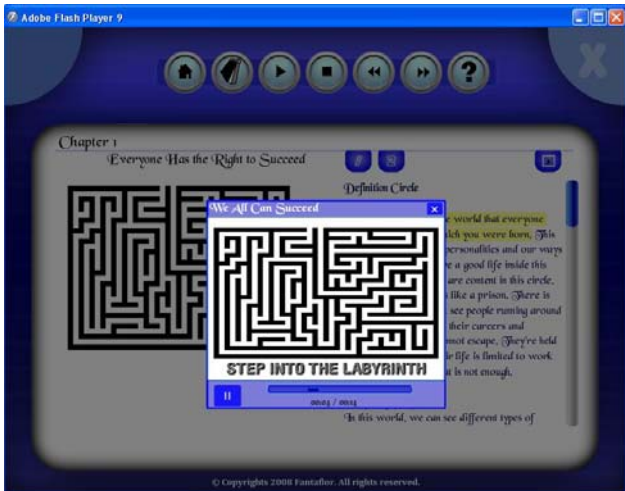 Adobe Flash Player 9
X
?
Chapter 1
Everyone Has the Right to Succeed
Definition Circle
We All Can Succeed
world that everyone
which you were born, This
personalities and our ways
a good life inside this
are content in this circle.
like a prison, There is
see people running around
their careers and
escape, They're held
life is limited to work
is not enough,
STEP INTO THE LABYRINTH
In this world, we can see different types of
© Copyrights 2008 Fantaflor. All rights reserved.